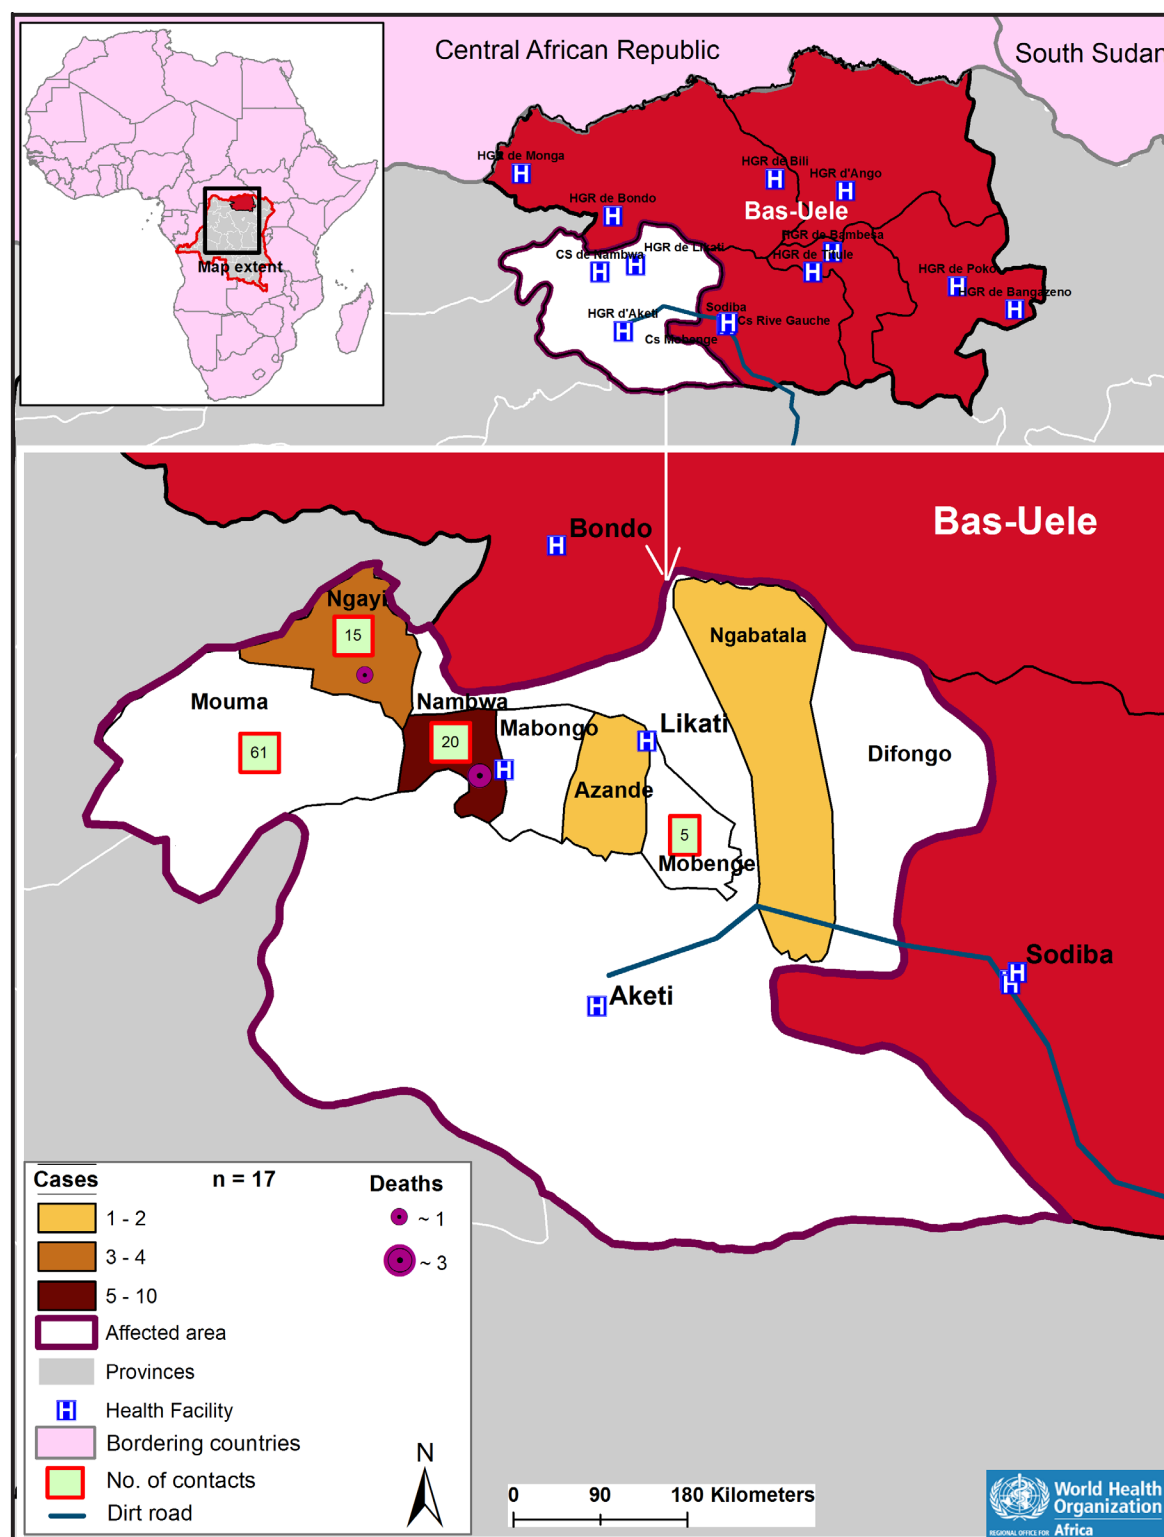 Central African Republic
South Sudan
Map extent
HGR de Monga
HGR de Bili
HGR d'Ango
HGR de Bondo
Bas-Uele
HGR de Bambesa
HGR de Likati
CS de Nambwa
HGR de Titule
HGR de Poko
HGR de Bangazeno
Sodiba
HGR d'Aketi
Cs Rive Gauche
Cs Mobenge
Bas-Uele
Bondo
Ngayi
15
Ngabatala
Mouma
Nambwa
Mabongo
Likati
61
20
Difongo
Azande
5
Mobenge
Sodiba
Aketi
Cases
n = 17
Deaths
1 - 2
~ 1
3 - 4
~ 3
5 - 10
Affected area
Provinces
Health Facility
Bordering countries
No. of contacts
Dirt road
N
0 90 180 Kilometers
World Health
Organization
REGIONAL OFFICE FOR Africa